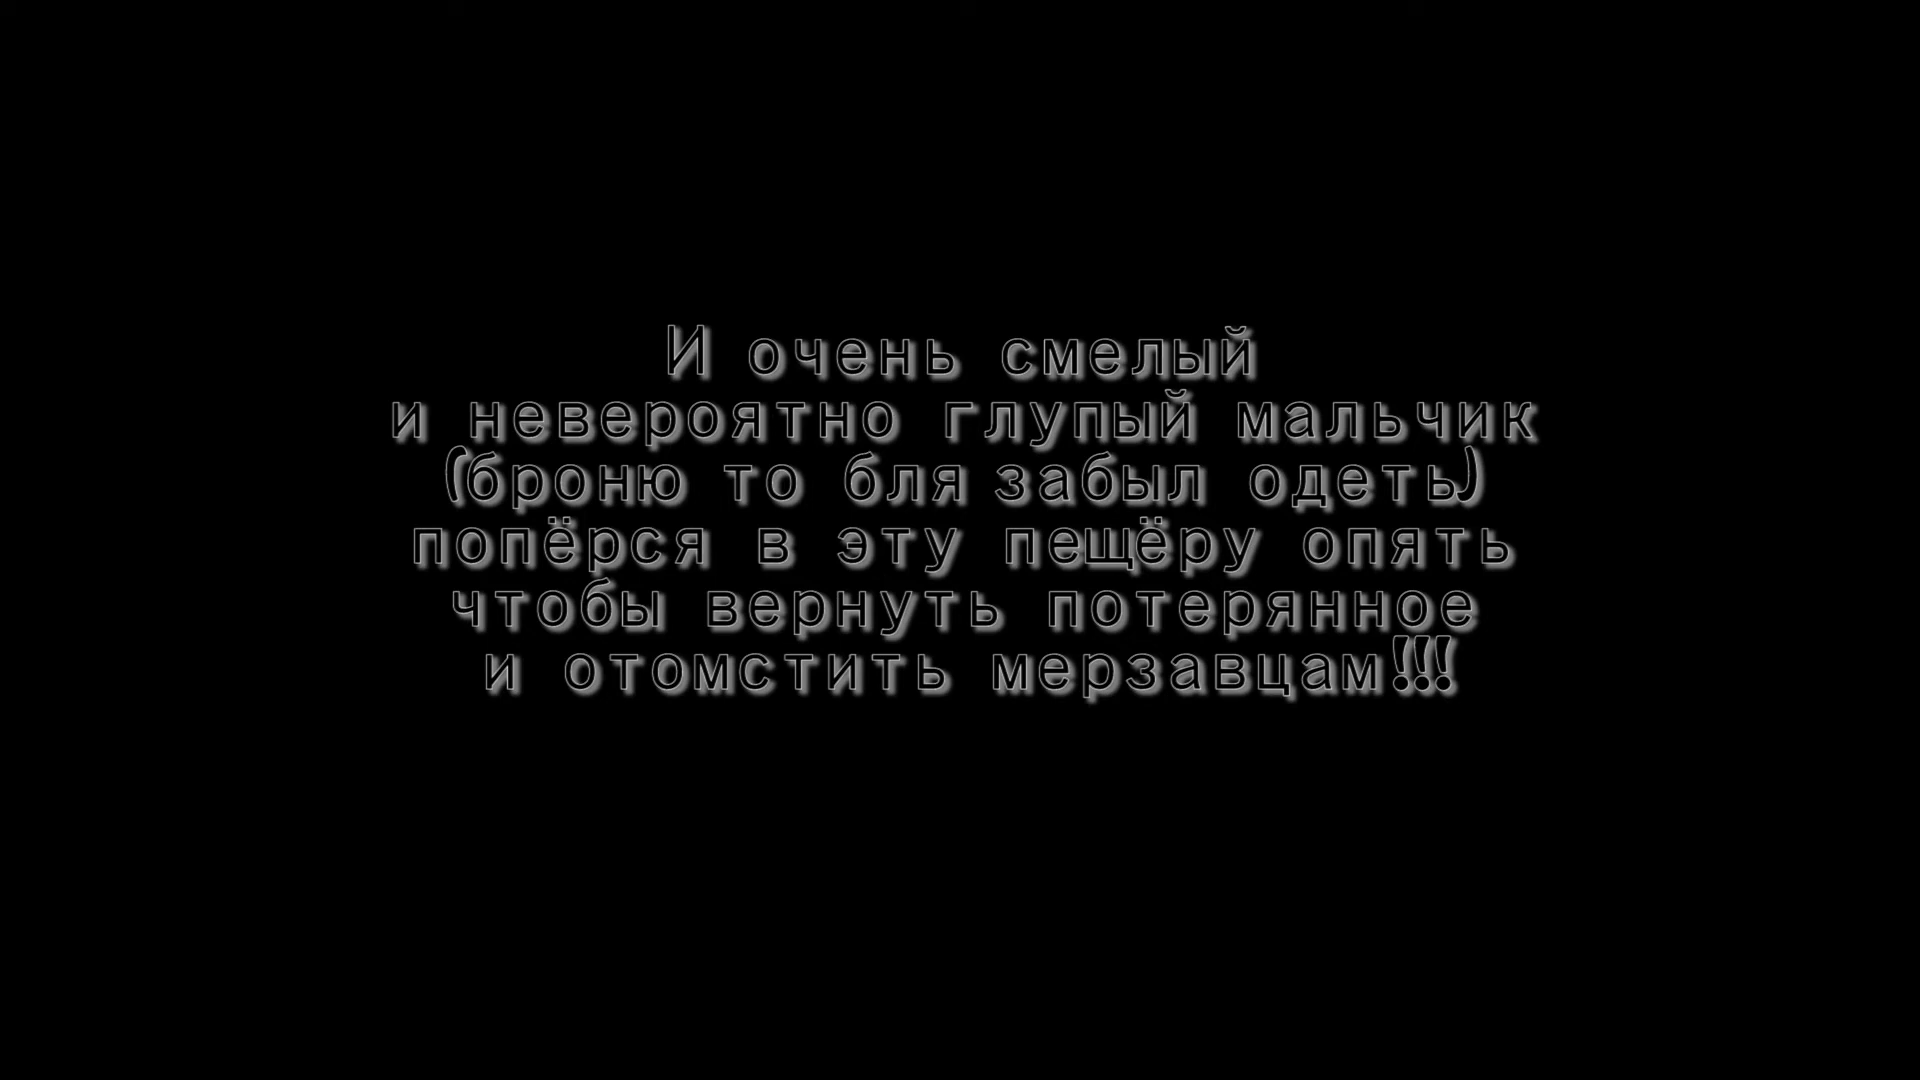 И очень смелый
и невероятно глупый мальчик
(броню то бля забыл одеть)
попёрся в эту пещёру опять
чтобы вернуть потерянное
и отомстить мерзавцам!!!